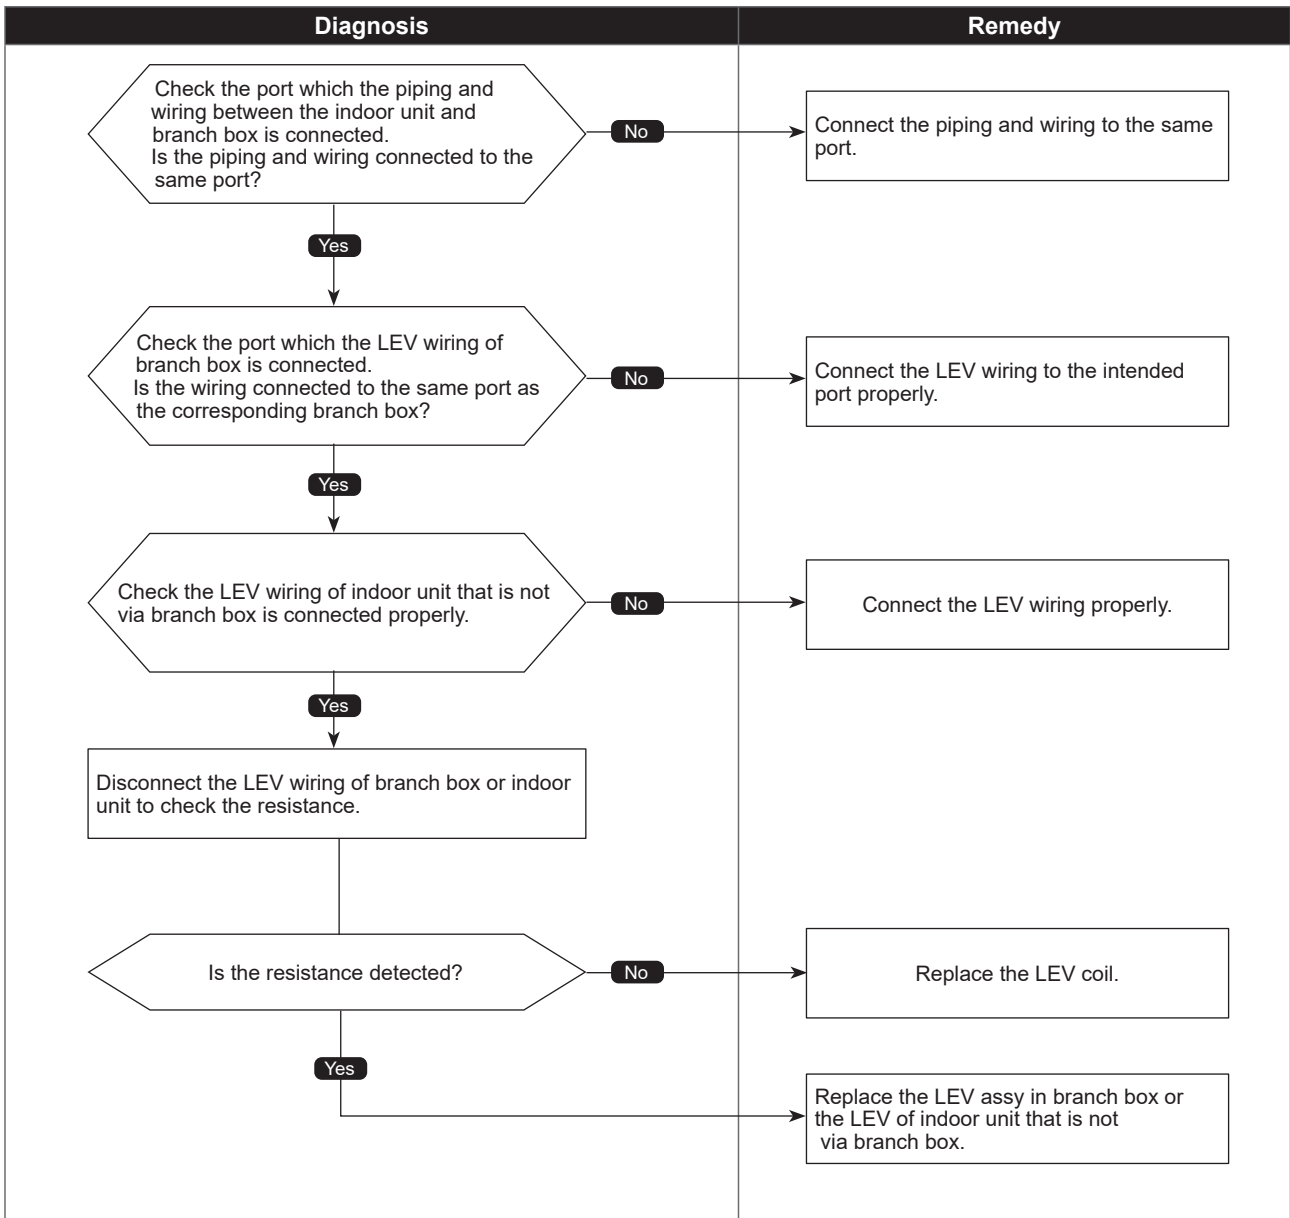 Diagnosis
Remedy
Check the port which the piping and
wiring between the indoor unit and
branch box is connected.
Is the piping and wiring connected to the
same port?
No
Connect the piping and wiring to the same
port.
Yes
Check the port which the LEV wiring of
branch box is connected.
Is the wiring connected to the same port as
the corresponding branch box?
No
Connect the LEV wiring to the intended
port properly.
Yes
Check the LEV wiring of indoor unit that is not
via branch box is connected properly.
No
Connect the LEV wiring properly.
Yes
Disconnect the LEV wiring of branch box or indoor
unit to check the resistance.
Is the resistance detected?
No
Replace the LEV coil.
Yes
Replace the LEV assy in branch box or
the LEV of indoor unit that is not
via branch box.